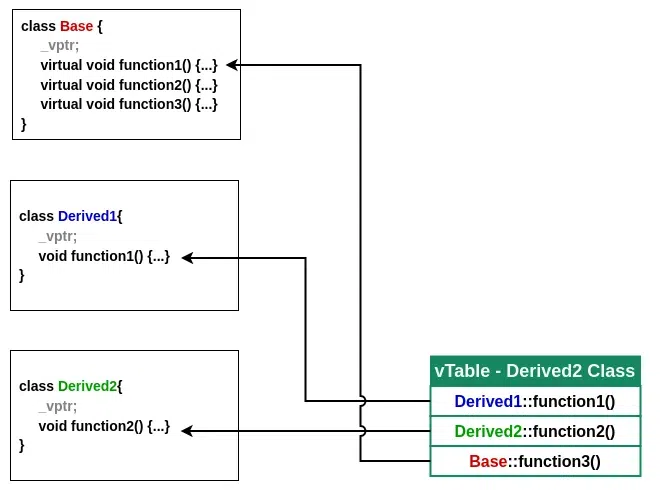 class Base {
_vptr;
virtual void function1() {...}
virtual void function2() {...}
virtual void function3() {...}
}
class Derived1{
_vptr;
void function1() {...}
}
class Derived2{
_vptr;
void function2() {...}
}
vTable - Derived2 Class
Derived1::function1()
Derived2::function2()
Base::function3()